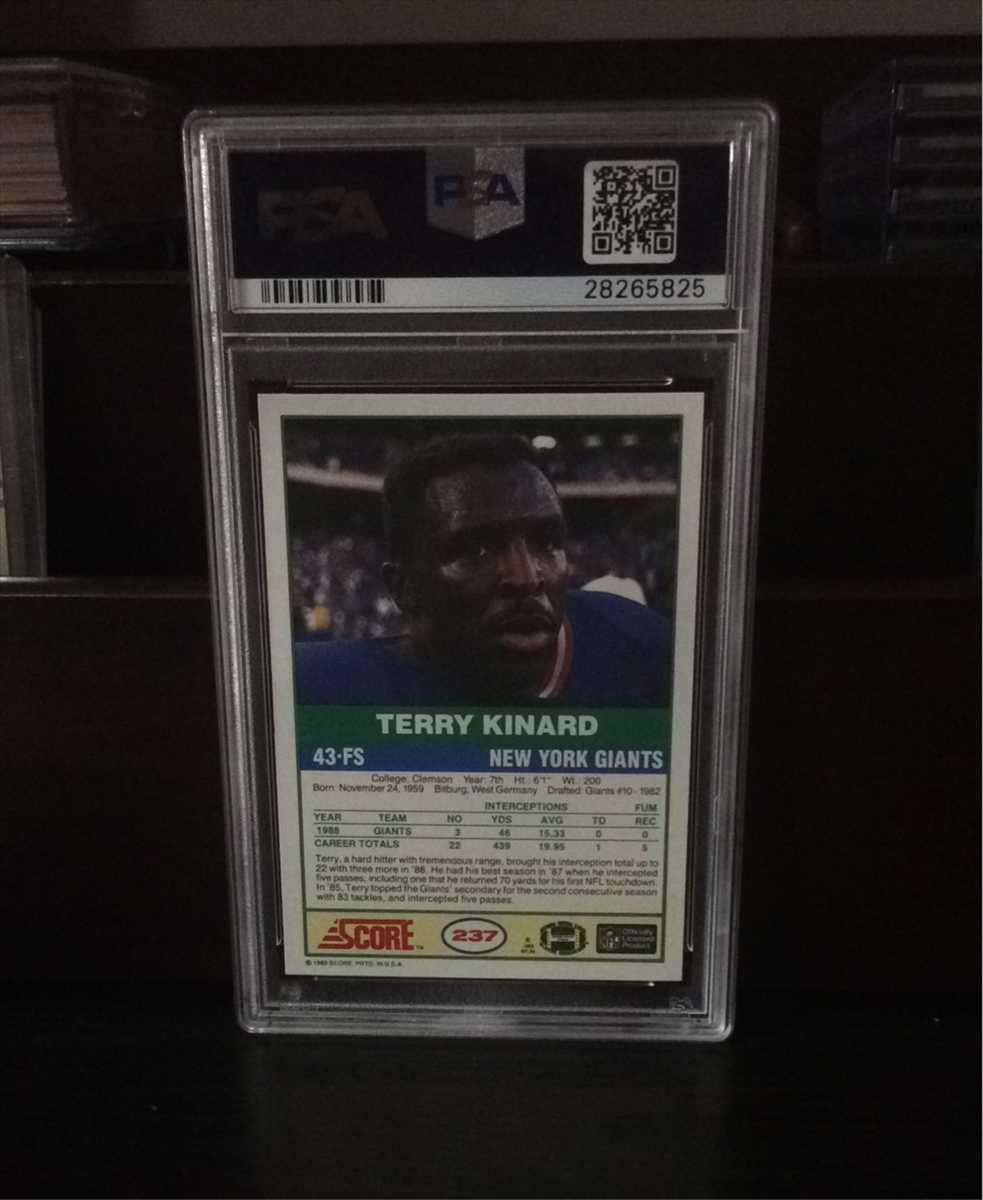 PSA
PSA
28265825
TERRY KINARD
43·FS NEW YORK GIANTS
College: Clemson Year: 7th Ht.: 6'1" Wt.: 200
Born: November 24, 1959 Bitburg, West Germany Drafted: Giants #10 - 1982
INTERCEPTIONS FUM
YEAR TEAM NO YDS AVG TD REC
1988 GIANTS 3 46 15.33 0 0
CAREER TOTALS 22 439 19.95 1 5
Terry, a hard hitter with tremendous range, brought his interception total up to
22 with three more in '88. He had his best season in '87 when he intercepted
five passes, including one that he returned 70 yards for his first NFL touchdown.
In '85, Terry topped the Giants' secondary for the second consecutive season
with 83 tackles, and intercepted five passes.
SCORE™ 237 NFL Officially
Licensed
Product
© 1989 SCORE, PRTD. IN U.S.A.